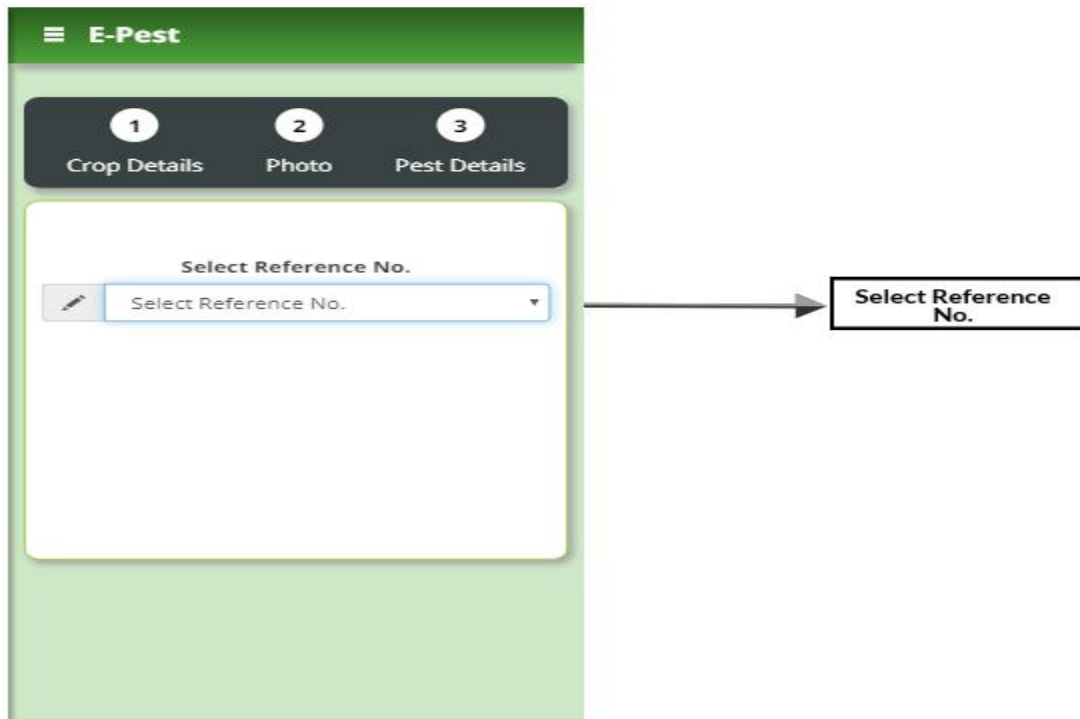 E-Pest
1 2 3
Crop Details Photo Pest Details
Select Reference No.
Select Reference No.
Select Reference
No.